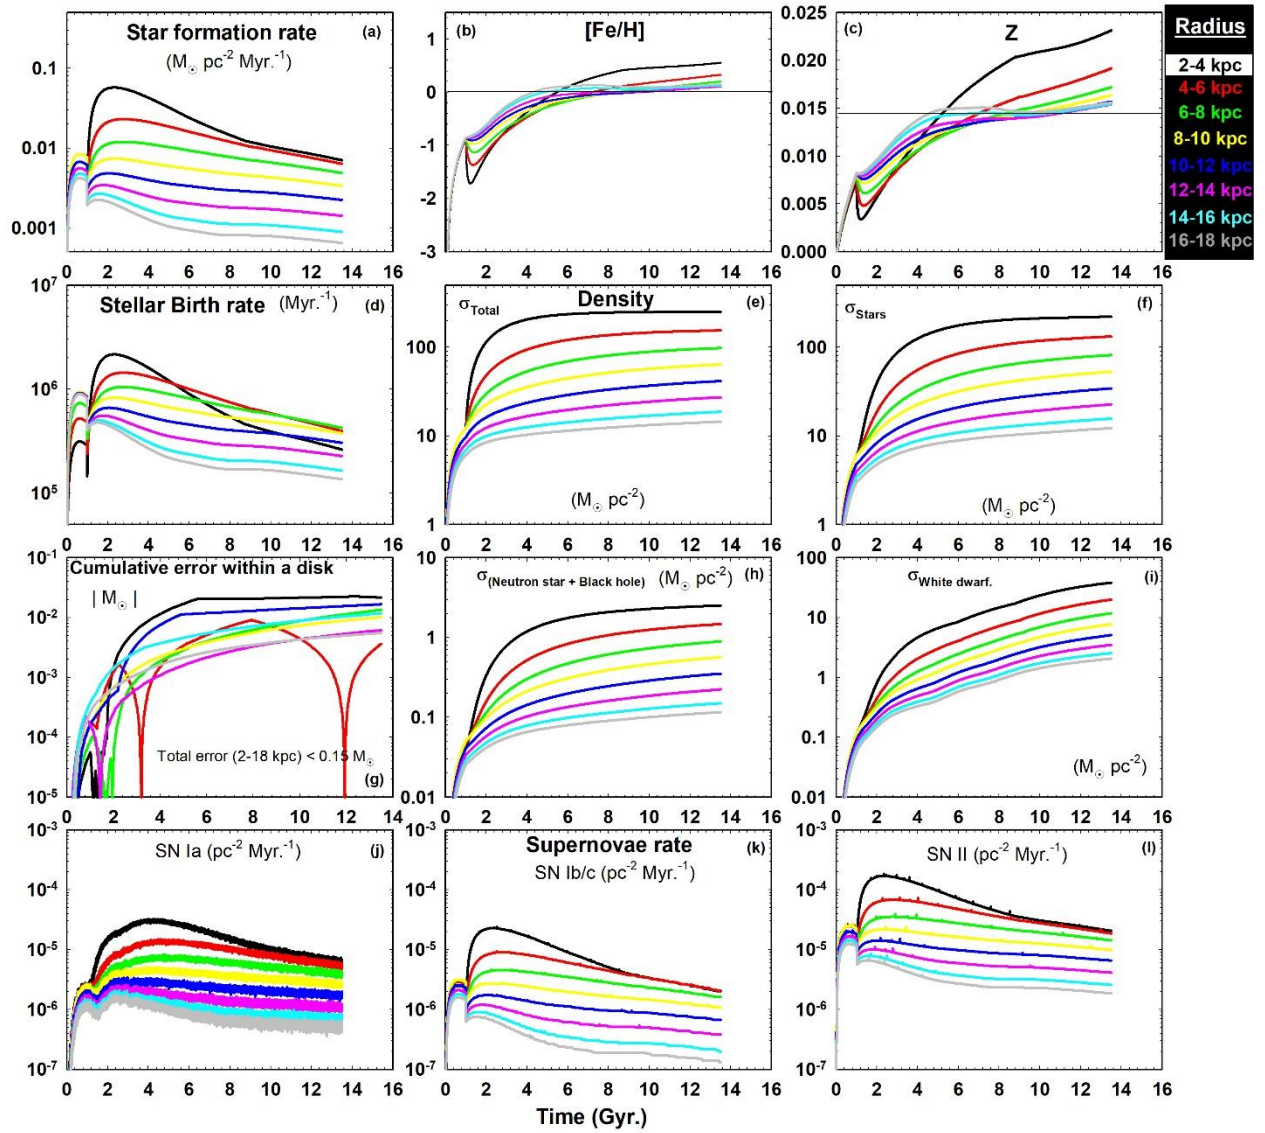 Star formation rate (a)
(M☉ pc-2 Myr.-1)
0.1
0.01
0.001
0 2 4 6 8 10 12 14 16
(b) [Fe/H]
1
0
-1
-2
-3
0 2 4 6 8 10 12 14 16
(c) Z
0.025
0.020
0.015
0.010
0.005
0.000
0 2 4 6 8 10 12 14 16
Radius
2-4 kpc
4-6 kpc
6-8 kpc
8-10 kpc
10-12 kpc
12-14 kpc
14-16 kpc
16-18 kpc
Stellar Birth rate (Myr.-1) (d)
10^7
10^6
10^5
0 2 4 6 8 10 12 14 16
σTotal Density (e)
100
10
1
(M☉ pc-2)
0 2 4 6 8 10 12 14 16
σStars (f)
100
10
1
(M☉ pc-2)
0 2 4 6 8 10 12 14 16
Cumulative error within a disk
| M☉ |
10^-1
10^-2
10^-3
10^-4
10^-5
Total error (2-18 kpc) < 0.15 M☉
(g)
0 2 4 6 8 10 12 14
σ(Neutron star + Black hole) (M☉ pc-2) (h)
10
1
0.1
0.01
0 2 4 6 8 10 12 14 16
σWhite dwarf. (i)
100
10
1
0.1
0.01
(M☉ pc-2)
0 2 4 6 8 10 12 14 16
SN Ia (pc-2 Myr.-1) (j)
10^-3
10^-4
10^-5
10^-6
10^-7
0 2 4 6 8 10 12 14 16
Supernovae rate (k)
SN Ib/c (pc-2 Myr.-1)
10^-3
10^-4
10^-5
10^-6
10^-7
0 2 4 6 8 10 12 14 16
SN II (pc-2 Myr.-1) (l)
10^-3
10^-4
10^-5
10^-6
10^-7
0 2 4 6 8 10 12 14 16
Time (Gyr.)